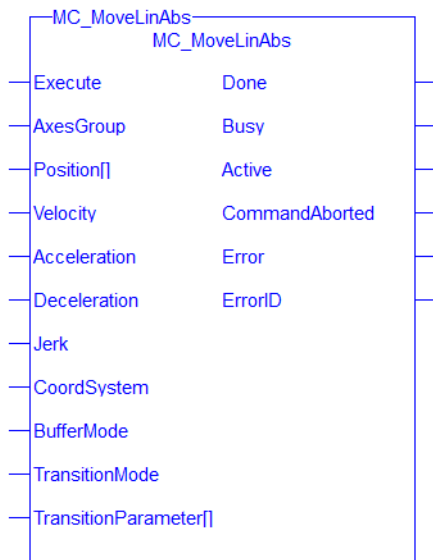 MC_MoveLinAbs
MC_MoveLinAbs
Execute Done
AxesGroup Busy
Position[] Active
Velocity CommandAborted
Acceleration Error
Deceleration ErrorID
Jerk
CoordSystem
BufferMode
TransitionMode
TransitionParameter[]